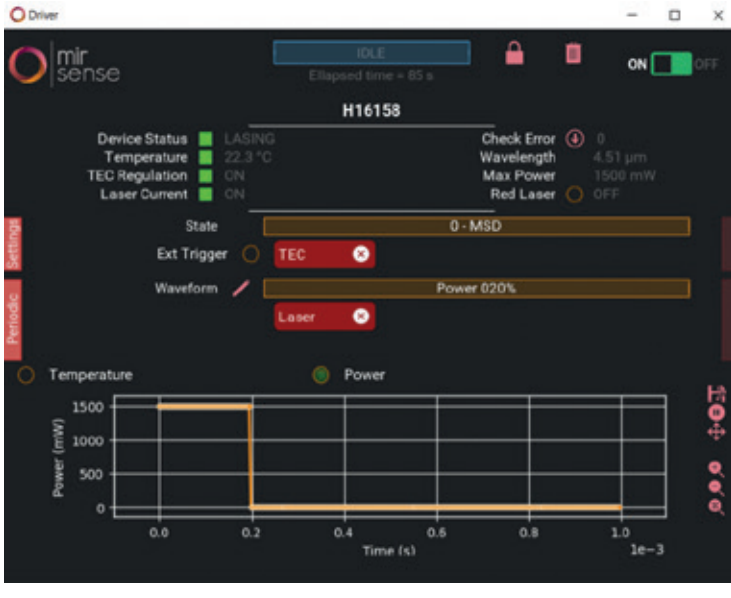 Driver
mir
sense
IDLE
Ellapsed time = 85 s
ON OFF
H16158
Device Status LASING
Temperature 22.3 °C
TEC Regulation ON
Laser Current ON
Check Error 0
Wavelength 4.51 µm
Max Power 1500 mW
Red Laser OFF
Settings
Periodic
State 0 - MSD
Ext Trigger TEC
Waveform Power 020%
Laser
Temperature Power
Power (mW)
1500
1000
500
0
0.0 0.2 0.4 0.6 0.8 1.0
Time (s) 1e-3